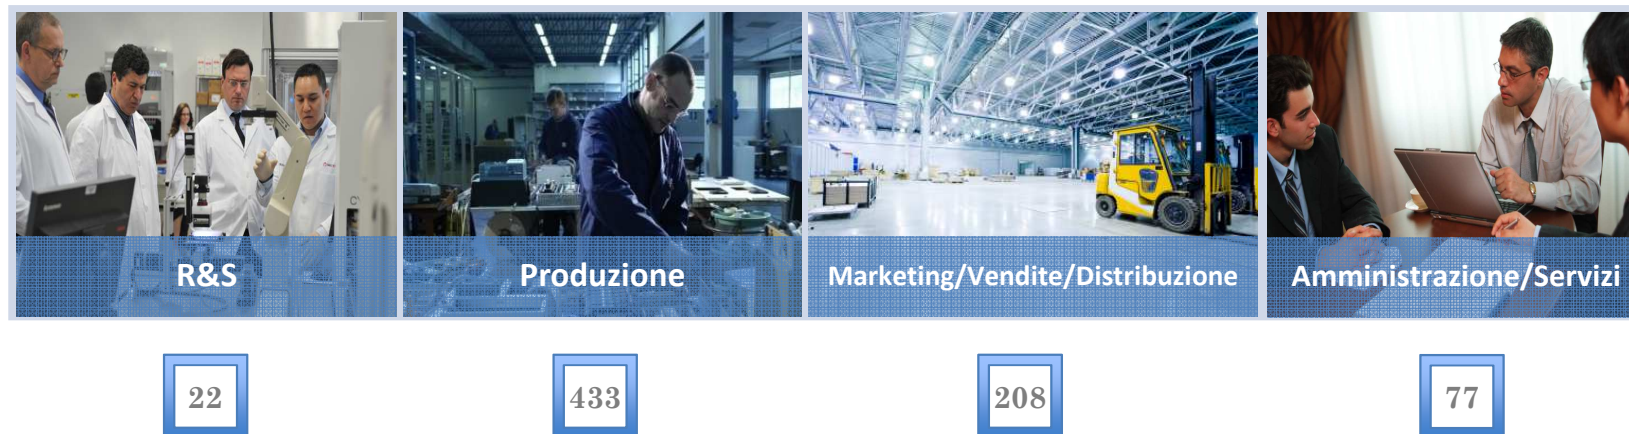 R&S
Produzione
Marketing/Vendite/Distribuzione
Amministrazione/Servizi
22
433
208
77